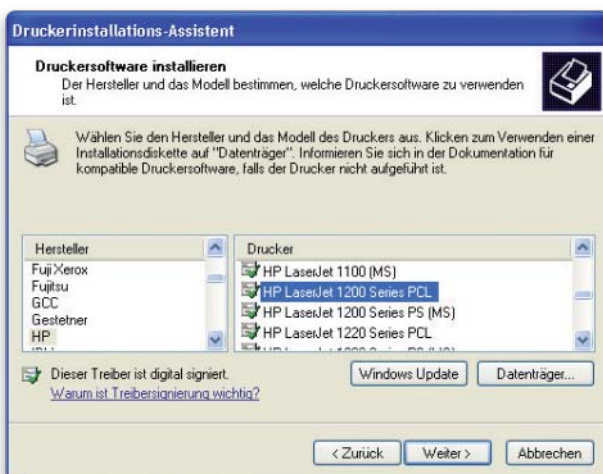 Druckerinstallations-Assistent
Druckersoftware installieren
Der Hersteller und das Modell bestimmen, welche Druckersoftware zu verwenden
ist.
Wählen Sie den Hersteller und das Modell des Druckers aus. Klicken zum Verwenden einer
Installationsdiskette auf "Datenträger". Informieren Sie sich in der Dokumentation für
kompatible Druckersoftware, falls der Drucker nicht aufgeführt ist.
Hersteller
Fuji Xerox
Fujitsu
GCC
Gestetner
HP
Drucker
HP LaserJet 1100 (MS)
HP LaserJet 1200 Series PCL
HP LaserJet 1200 Series PS (MS)
HP LaserJet 1220 Series PCL
Dieser Treiber ist digital signiert.
Warum ist Treibersignierung wichtig?
Windows Update
Datenträger...
< Zurück
Weiter >
Abbrechen